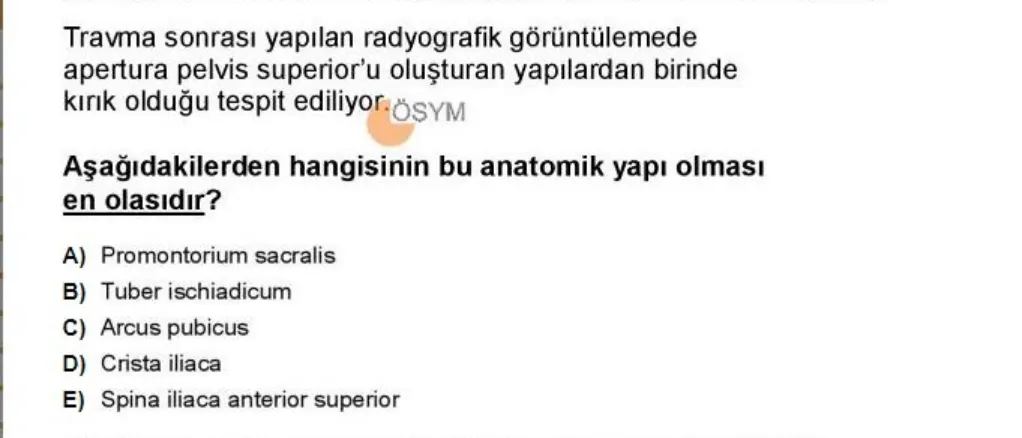 Travma sonrası yapılan radyografik görüntülemede
apertura pelvis superior'u oluşturan yapılardan birinde
kırık olduğu tespit ediliyor.
ÖSYM
Aşağıdakilerden hangisinin bu anatomik yapı olması
en olasıdır?
A) Promontorium sacralis
B) Tuber ischiadicum
C) Arcus pubicus
D) Crista iliaca
E) Spina iliaca anterior superior